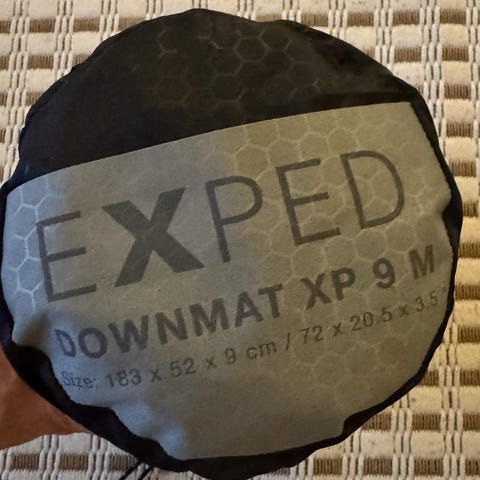 EXPED
DOWNMAT XP 9 M
Size: 183 x 52 x 9 cm / 72 x 20.5 x 3.5"